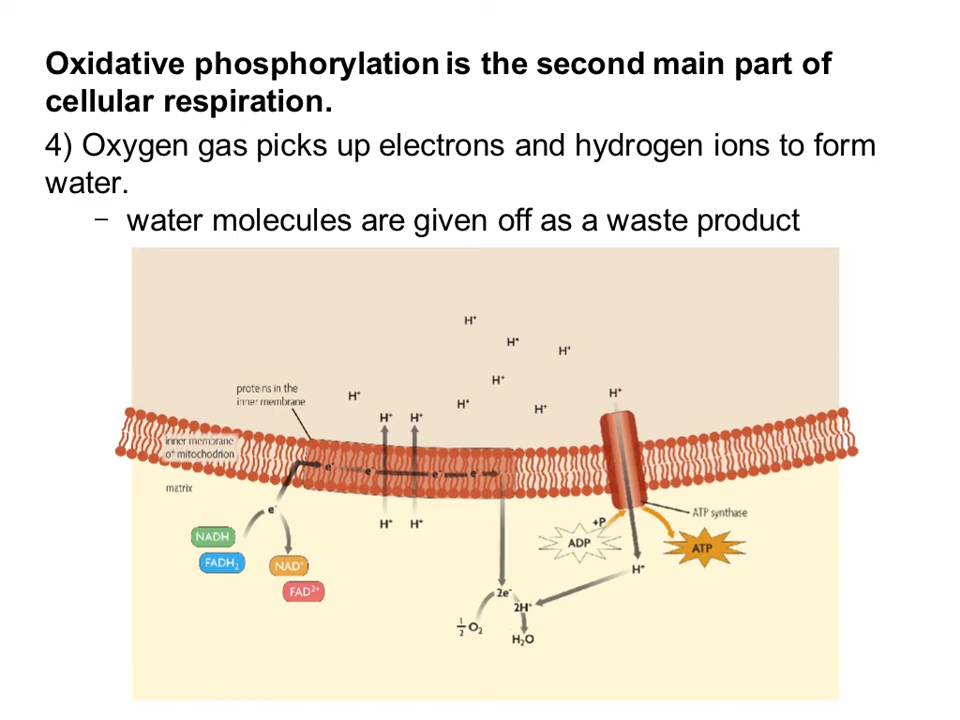 Oxidative phosphorylation is the second main part of
cellular respiration.
4) Oxygen gas picks up electrons and hydrogen ions to form
water.
– water molecules are given off as a waste product
H⁺
H⁺
H⁺
H⁺
proteins in the
inner membrane
H⁺
H⁺
H⁺
H⁺
H⁺ H⁺
inner membrane
of mitochodrion
e⁻ e⁻ e⁻ e⁻
matrix
e⁻
H⁺ H⁺
ATP synthase
+P
NADH
ADP
ATP
FADH₂
NAD⁺
H⁺
FAD²⁺
2e⁻
2H⁺
½ O₂
H₂O